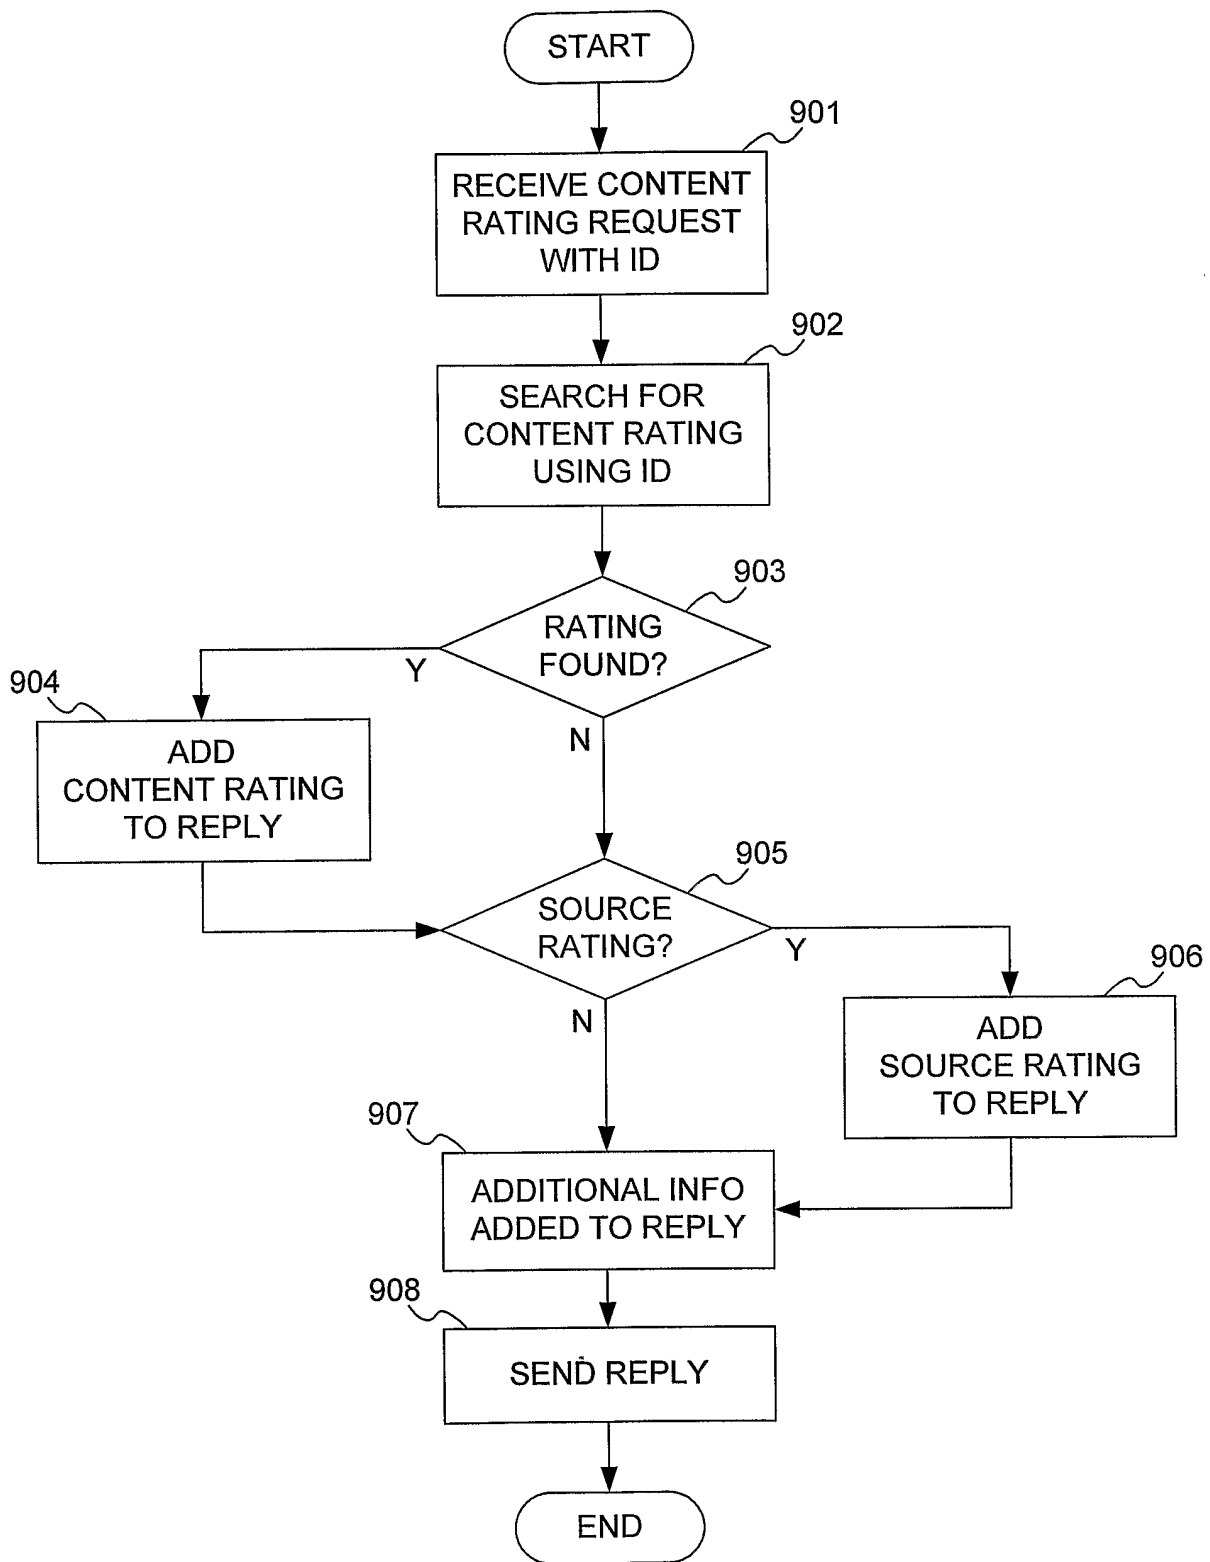 START
901
RECEIVE CONTENT
RATING REQUEST
WITH ID
902
SEARCH FOR
CONTENT RATING
USING ID
903
RATING
FOUND?
Y
N
904
ADD
CONTENT RATING
TO REPLY
905
SOURCE
RATING?
Y
N
906
ADD
SOURCE RATING
TO REPLY
907
ADDITIONAL INFO
ADDED TO REPLY
908
SEND REPLY
END